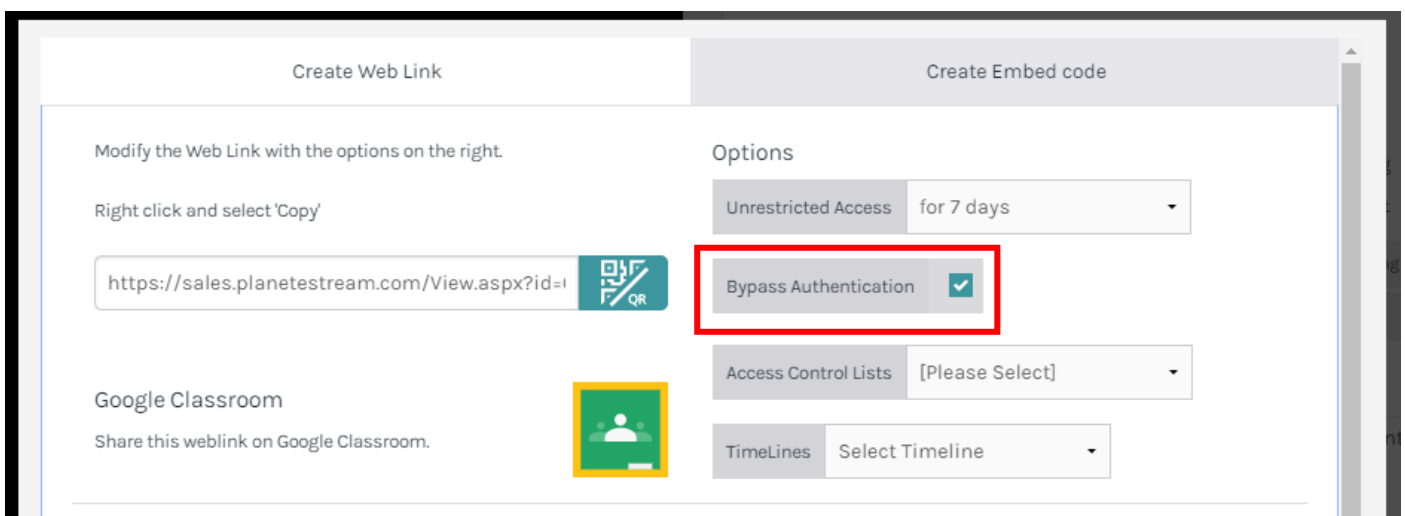 Create Web Link
Create Embed code
Modify the Web Link with the options on the right.
Right click and select 'Copy'
https://sales.planetestream.com/View.aspx?id=
QR
Google Classroom
Share this weblink on Google Classroom.
Options
Unrestricted Access for 7 days
Bypass Authentication
Access Control Lists [Please Select]
TimeLines Select Timeline